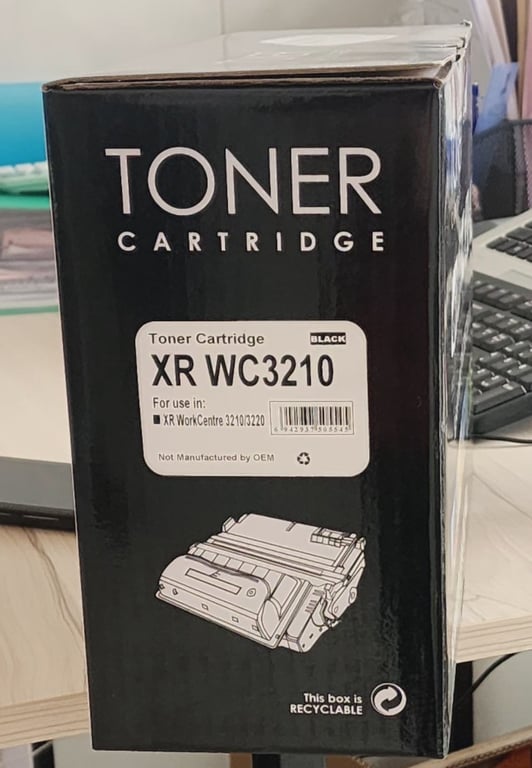 TONER
CARTRIDGE
Toner Cartridge BLACK
XR WC3210
For use in:
■ XR WorkCentre 3210/3220
Not Manufactured by OEM
This box is
RECYCLABLE